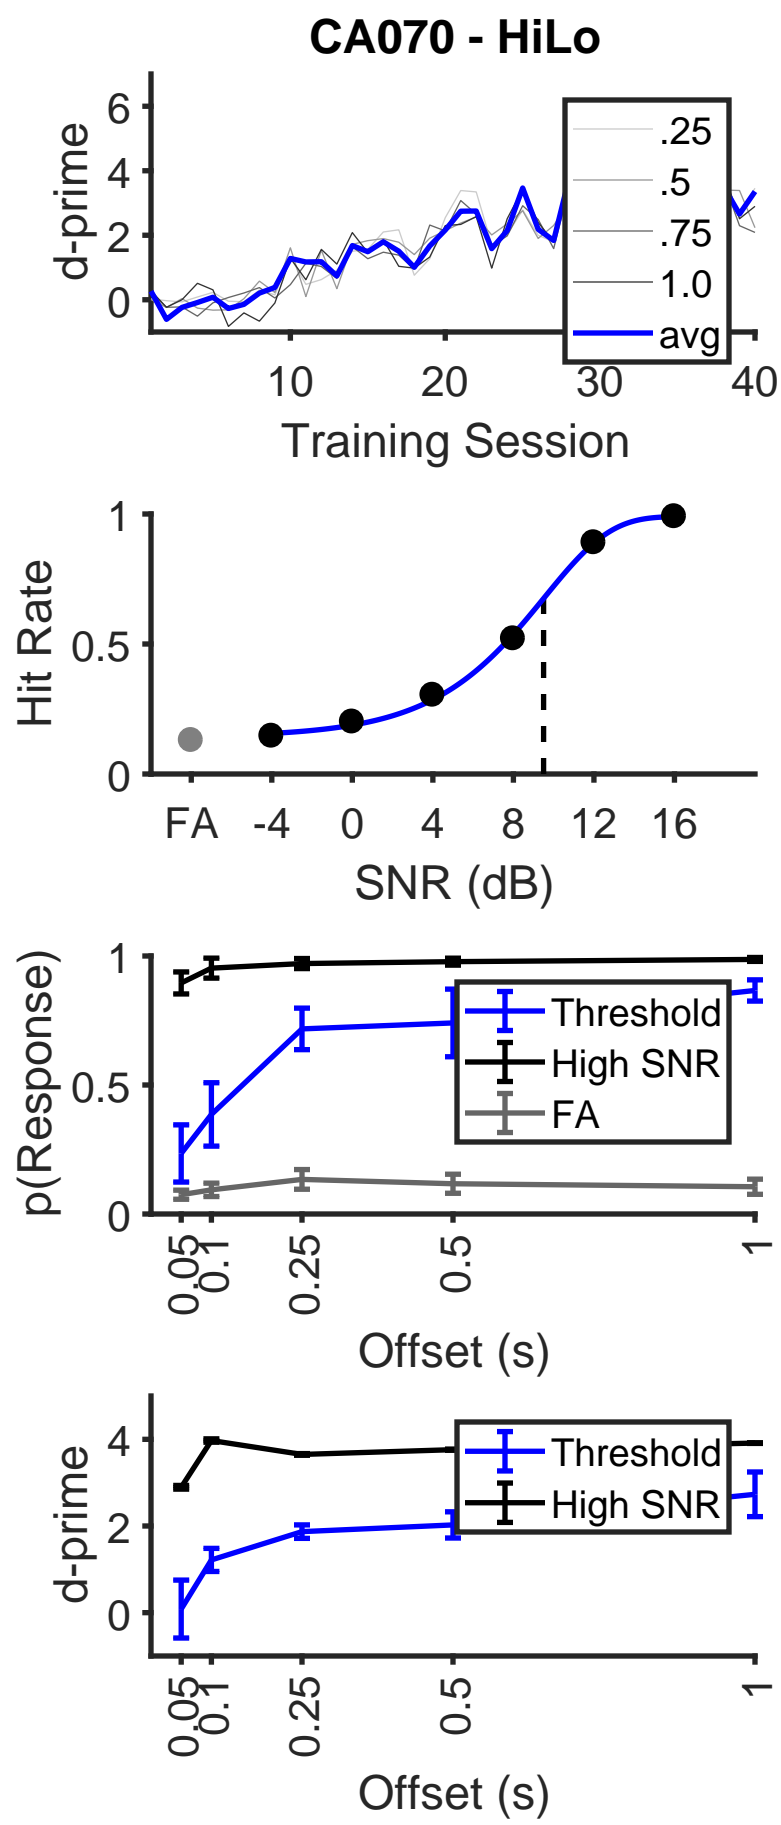 CA070 - HiLo
d-prime
6
4
2
0
.25
.5
.75
1.0
avg
10 20 30 40
Training Session
Hit Rate
1
0.5
0
FA -4 0 4 8 12 16
SNR (dB)
p(Response)
1
0.5
0
Threshold
High SNR
FA
0.05 0.1 0.25 0.5 1
Offset (s)
d-prime
4
2
0
Threshold
High SNR
0.05 0.1 0.25 0.5 1
Offset (s)